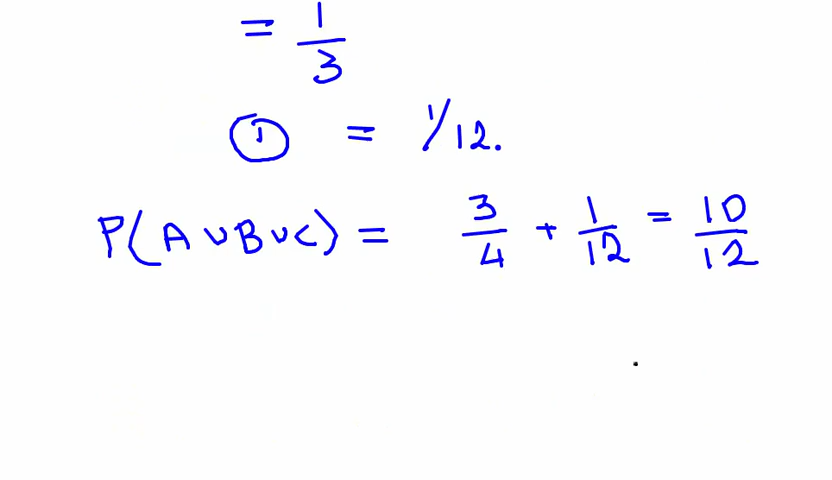 = 1/3
① = 1/12.
P(A∪B∪C) = 3/4 + 1/12 = 10/12